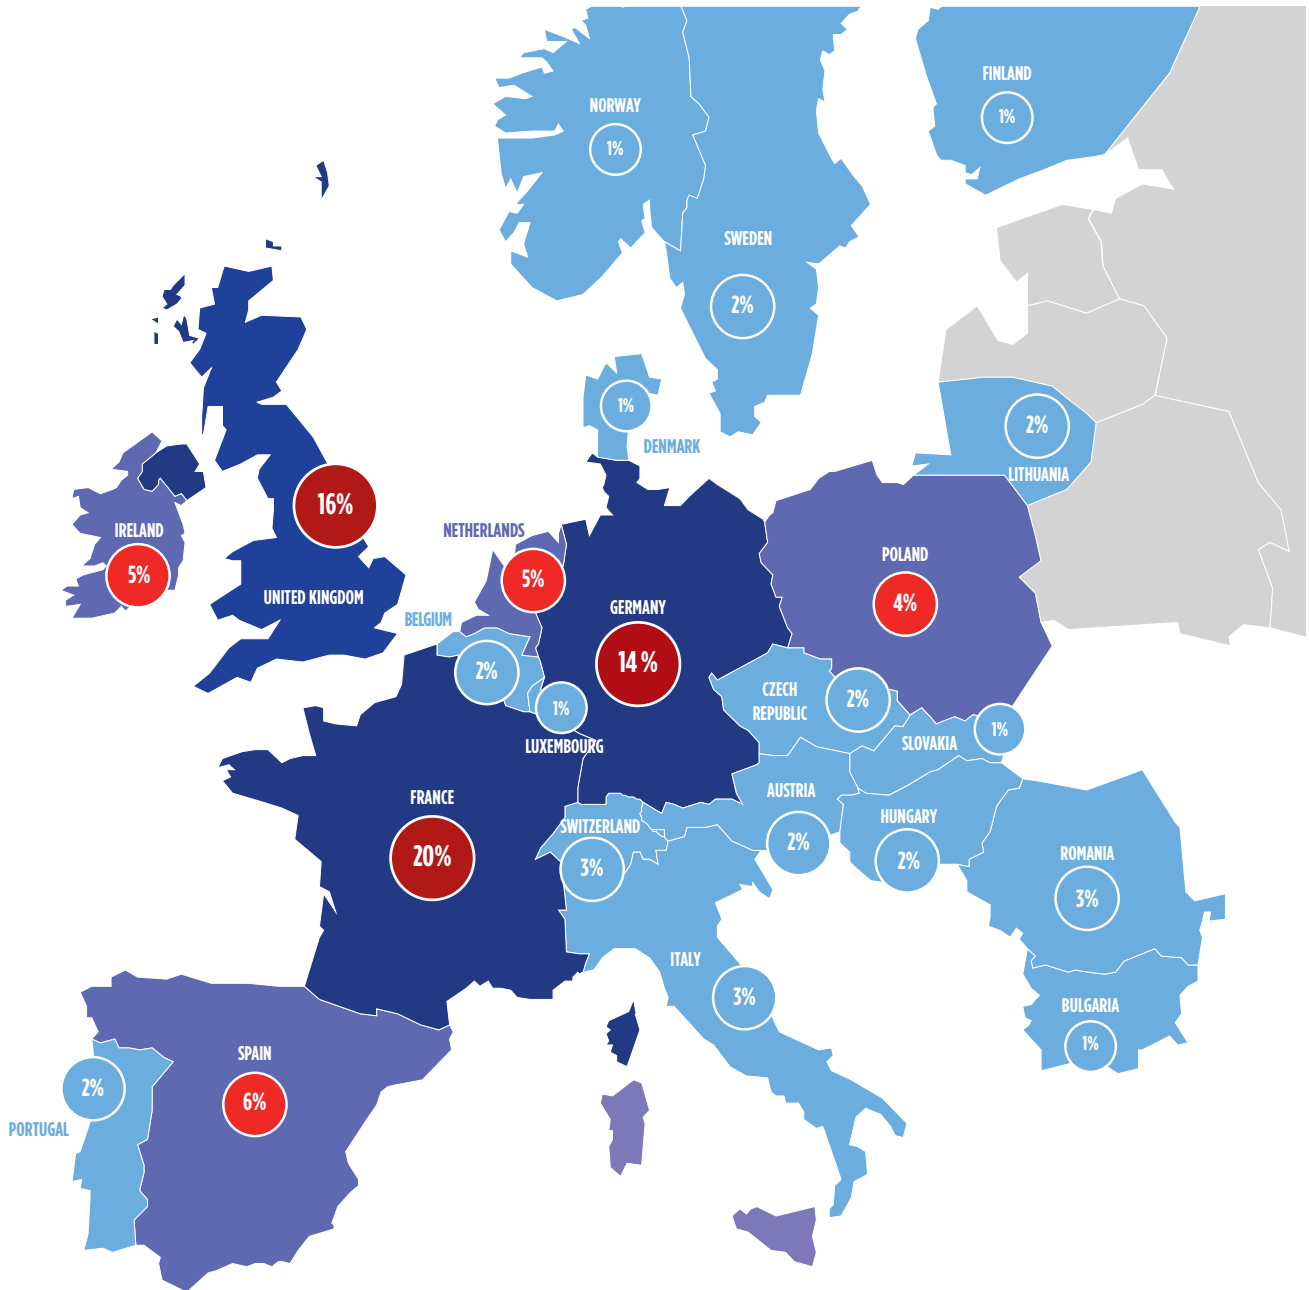 FINLAND
1%
NORWAY
1%
SWEDEN
2%
1%
DENMARK
2%
LITHUANIA
16%
UNITED KINGDOM
IRELAND
5%
NETHERLANDS
5%
BELGIUM
2%
GERMANY
14 %
POLAND
4%
1%
LUXEMBOURG
CZECH
REPUBLIC
2%
SLOVAKIA
1%
FRANCE
20%
SWITZERLAND
3%
AUSTRIA
2%
HUNGARY
2%
ROMANIA
3%
ITALY
3%
BULGARIA
1%
SPAIN
6%
2%
PORTUGAL